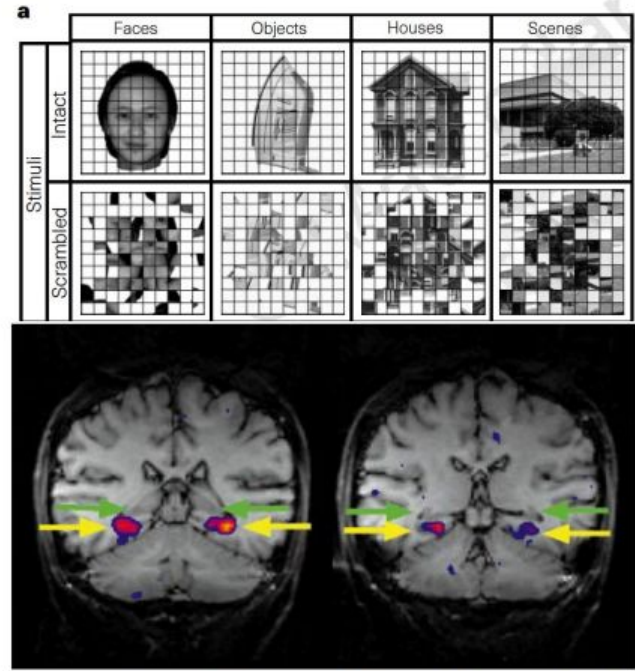 a
Faces
Objects
Houses
Scenes
Stimuli
Intact
Scrambled